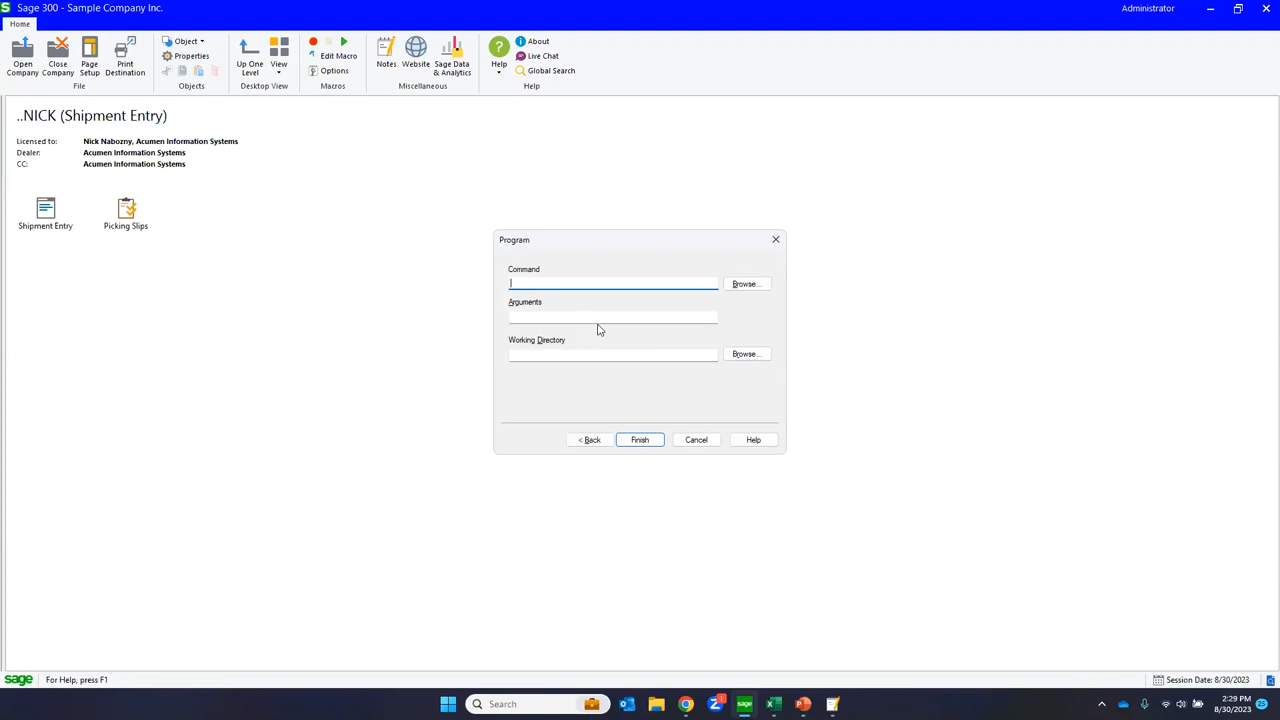 Sage 300 - Sample Company Inc.
Administrator
Home
Open Company
Close Company
Page Setup
Print Destination
File
Object
Properties
Objects
Up One Level
View
Desktop View
Edit Macro
Options
Macros
Notes
Website
Sage Data & Analytics
Miscellaneous
Help
About
Live Chat
Global Search
Help
..NICK (Shipment Entry)
Licensed to: Nick Nabozny, Acumen Information Systems
Dealer: Acumen Information Systems
CC: Acumen Information Systems
Shipment Entry
Picking Slips
Program
Command
Browse...
Arguments
Working Directory
Browse...
< Back
Finish
Cancel
Help
sage
For Help, press F1
Session Date: 8/30/2023
Search
sage
1
2:29 PM
8/30/2023